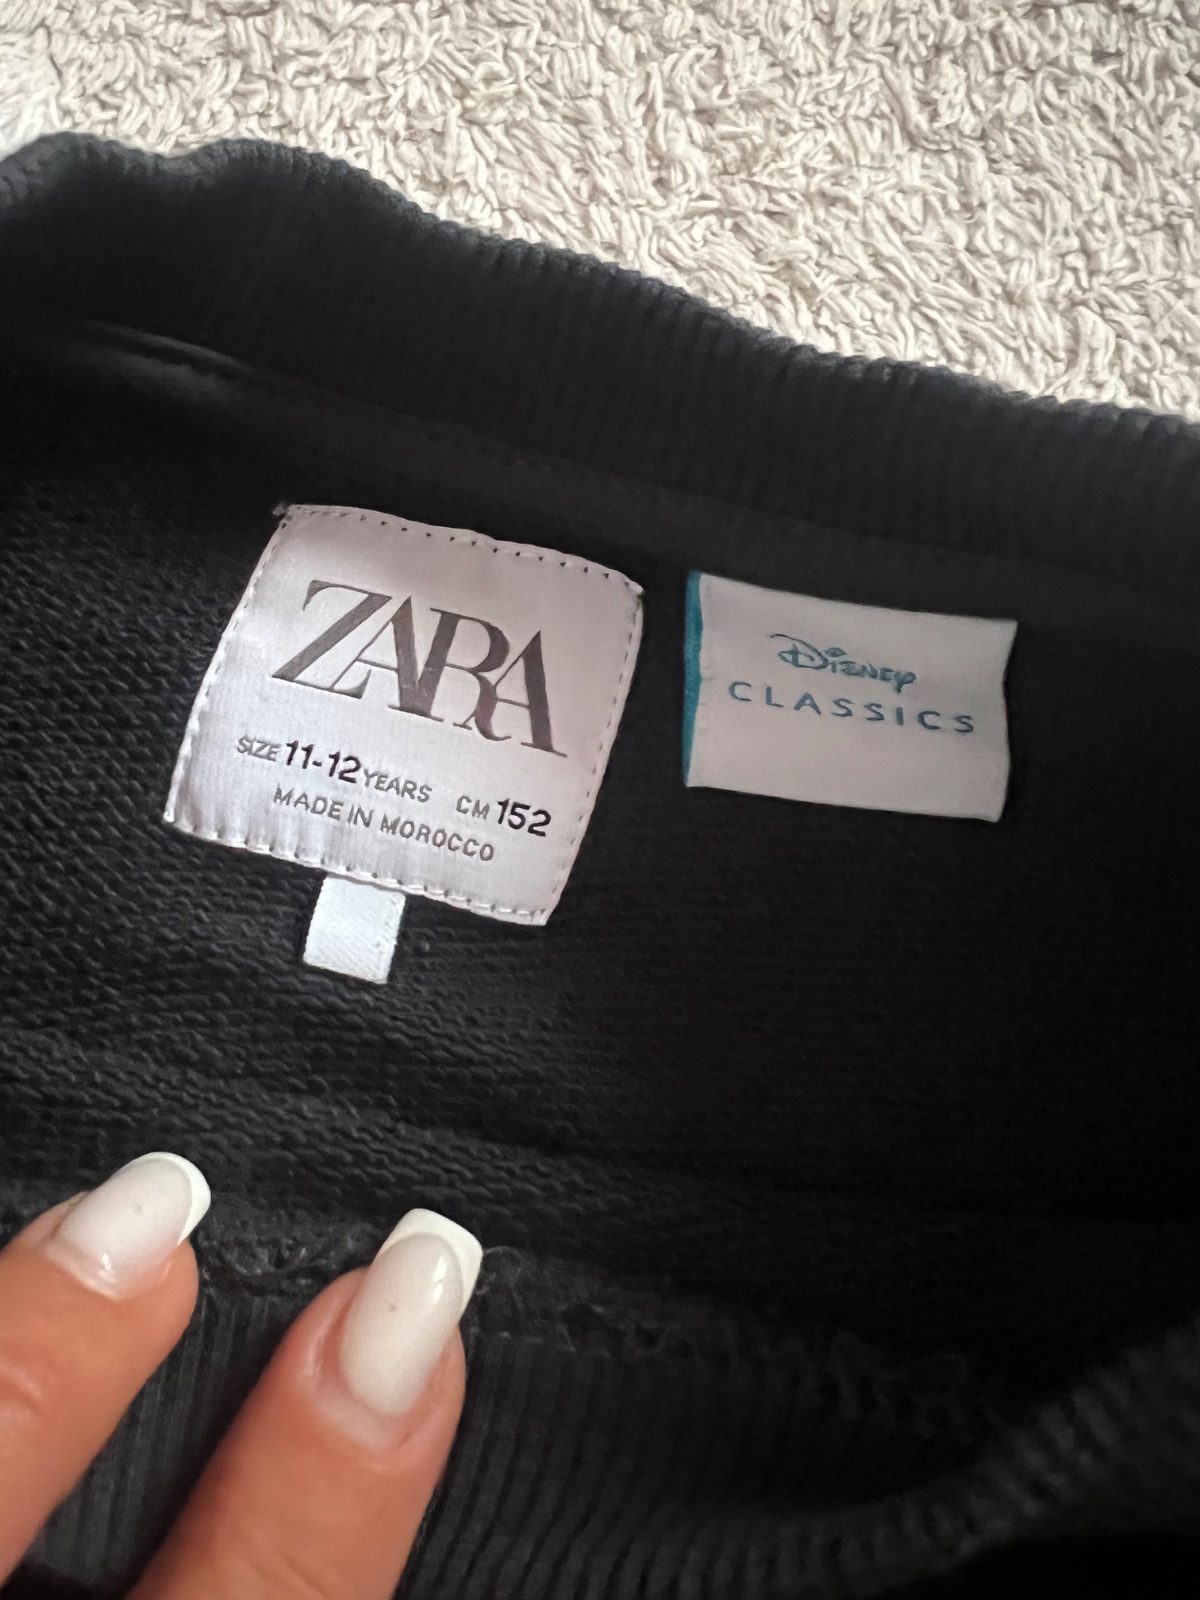 ZARA
SIZE 11-12 YEARS CM 152
MADE IN MOROCCO
Disney
CLASSICS